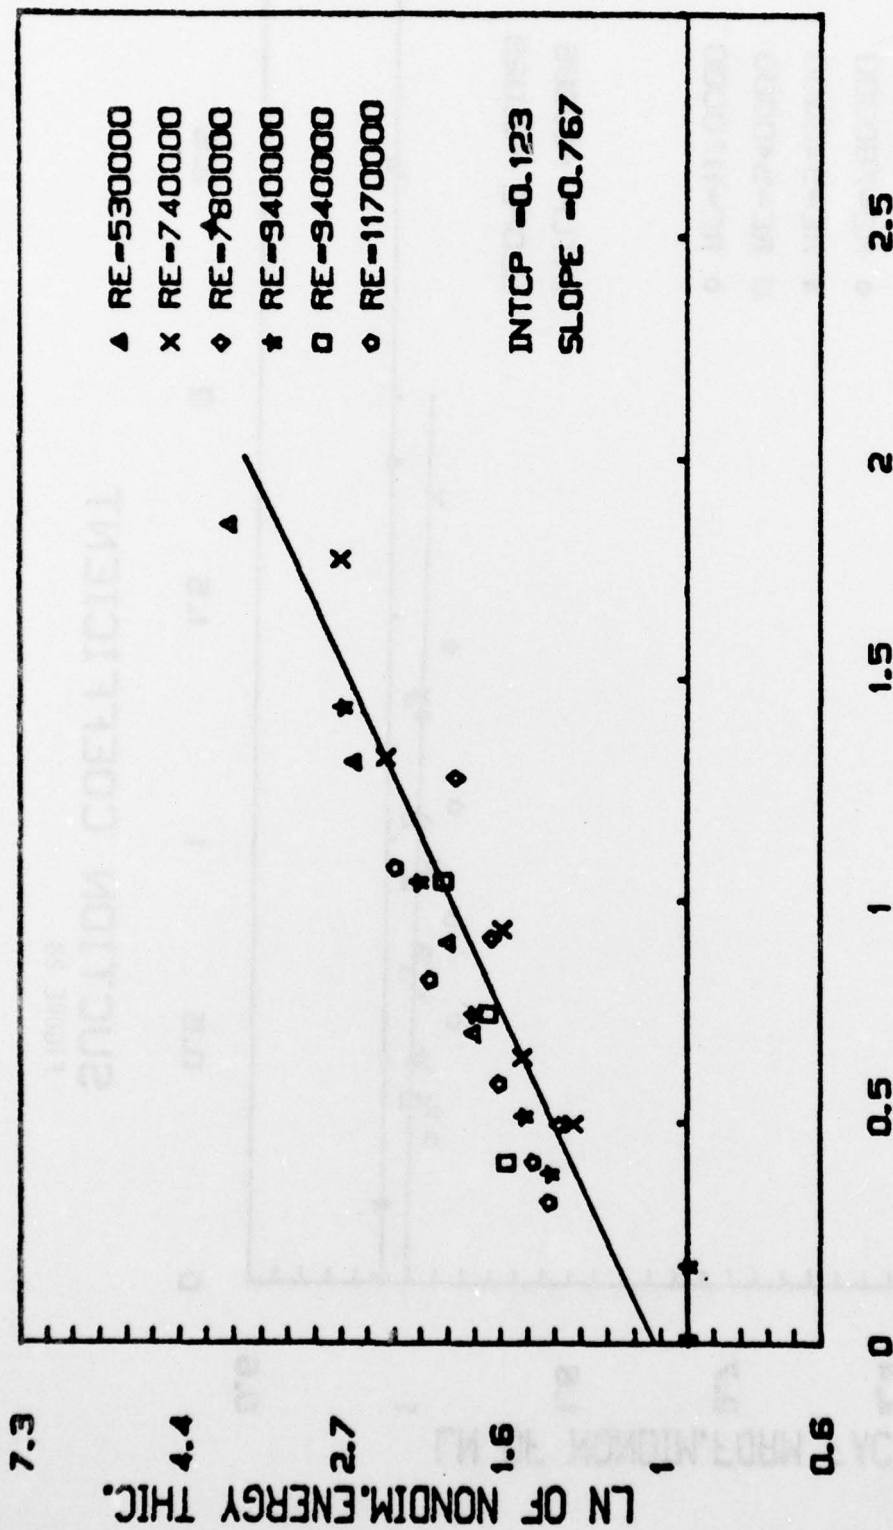 LN OF NONDIM.ENERGY THIC.
7.3
4.4
2.7
1.6
1
0.6
RE=530000
RE=740000
RE=780000
RE=940000
RE=940000
RE=1170000
INTCP =0.123
SLOPE =0.767
0
0.5
1
1.5
2
2.5